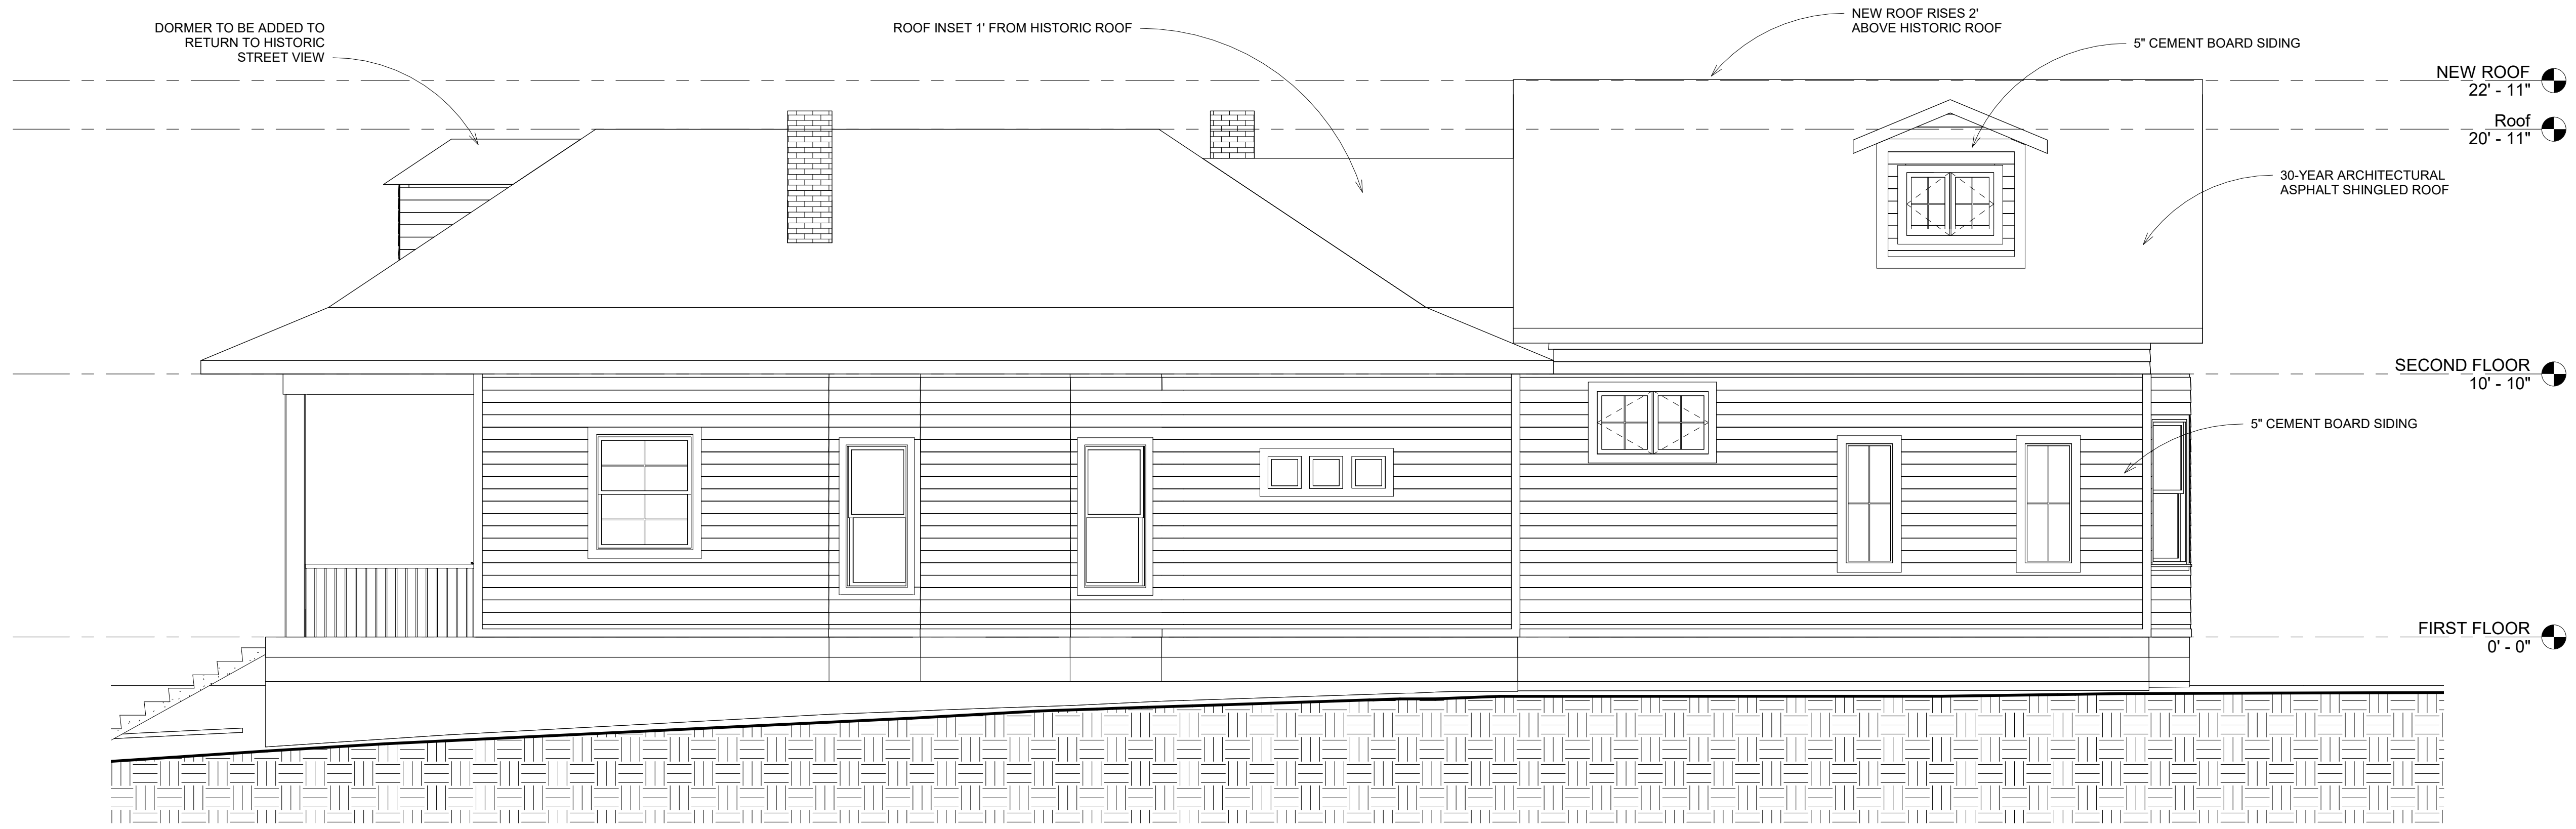 DORMER TO BE ADDED TO
RETURN TO HISTORIC
STREET VIEW
ROOF INSET 1' FROM HISTORIC ROOF
NEW ROOF RISES 2'
ABOVE HISTORIC ROOF
5" CEMENT BOARD SIDING
NEW ROOF
22' - 11"
Roof
20' - 11"
30-YEAR ARCHITECTURAL
ASPHALT SHINGLED ROOF
SECOND FLOOR
10' - 10"
5" CEMENT BOARD SIDING
FIRST FLOOR
0' - 0"